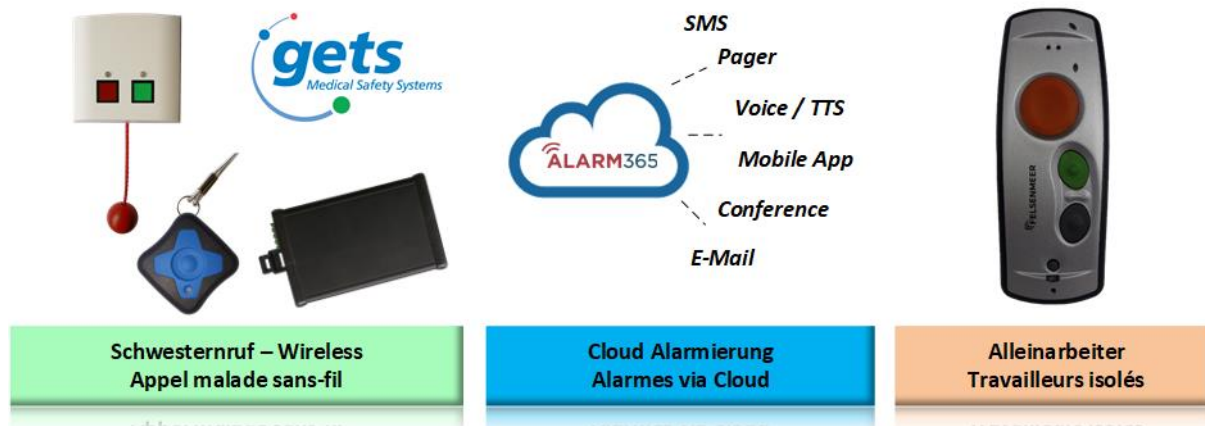 gets
Medical Safety Systems
SMS
Pager
Voice / TTS
Mobile App
Conference
E-Mail
ALARM365
FELSENMEER
Schwesternruf – Wireless
Appel malade sans-fil
Cloud Alarmierung
Alarmes via Cloud
Alleinarbeiter
Travailleurs isolés